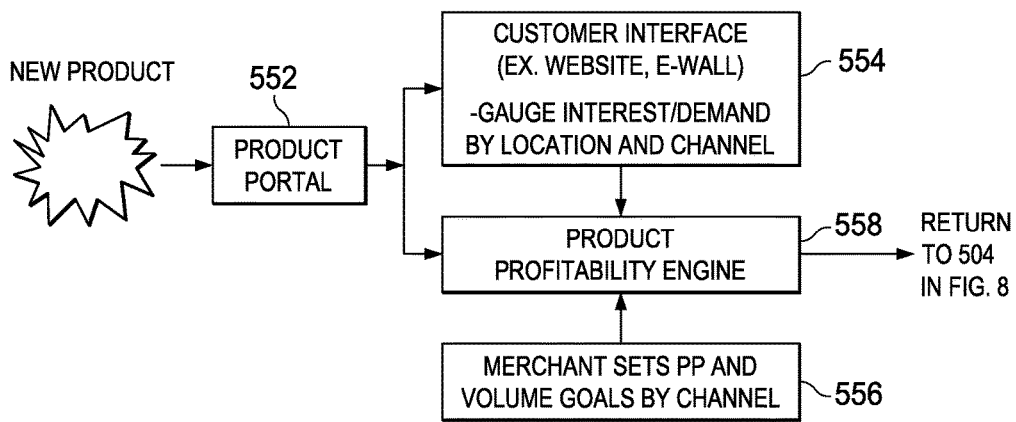 NEW PRODUCT
552
PRODUCT
PORTAL
CUSTOMER INTERFACE
(EX. WEBSITE, E-WALL)
-GAUGE INTEREST/DEMAND
BY LOCATION AND CHANNEL
554
PRODUCT
PROFITABILITY ENGINE
558
RETURN
TO 504
IN FIG. 8
MERCHANT SETS PP AND
VOLUME GOALS BY CHANNEL
556